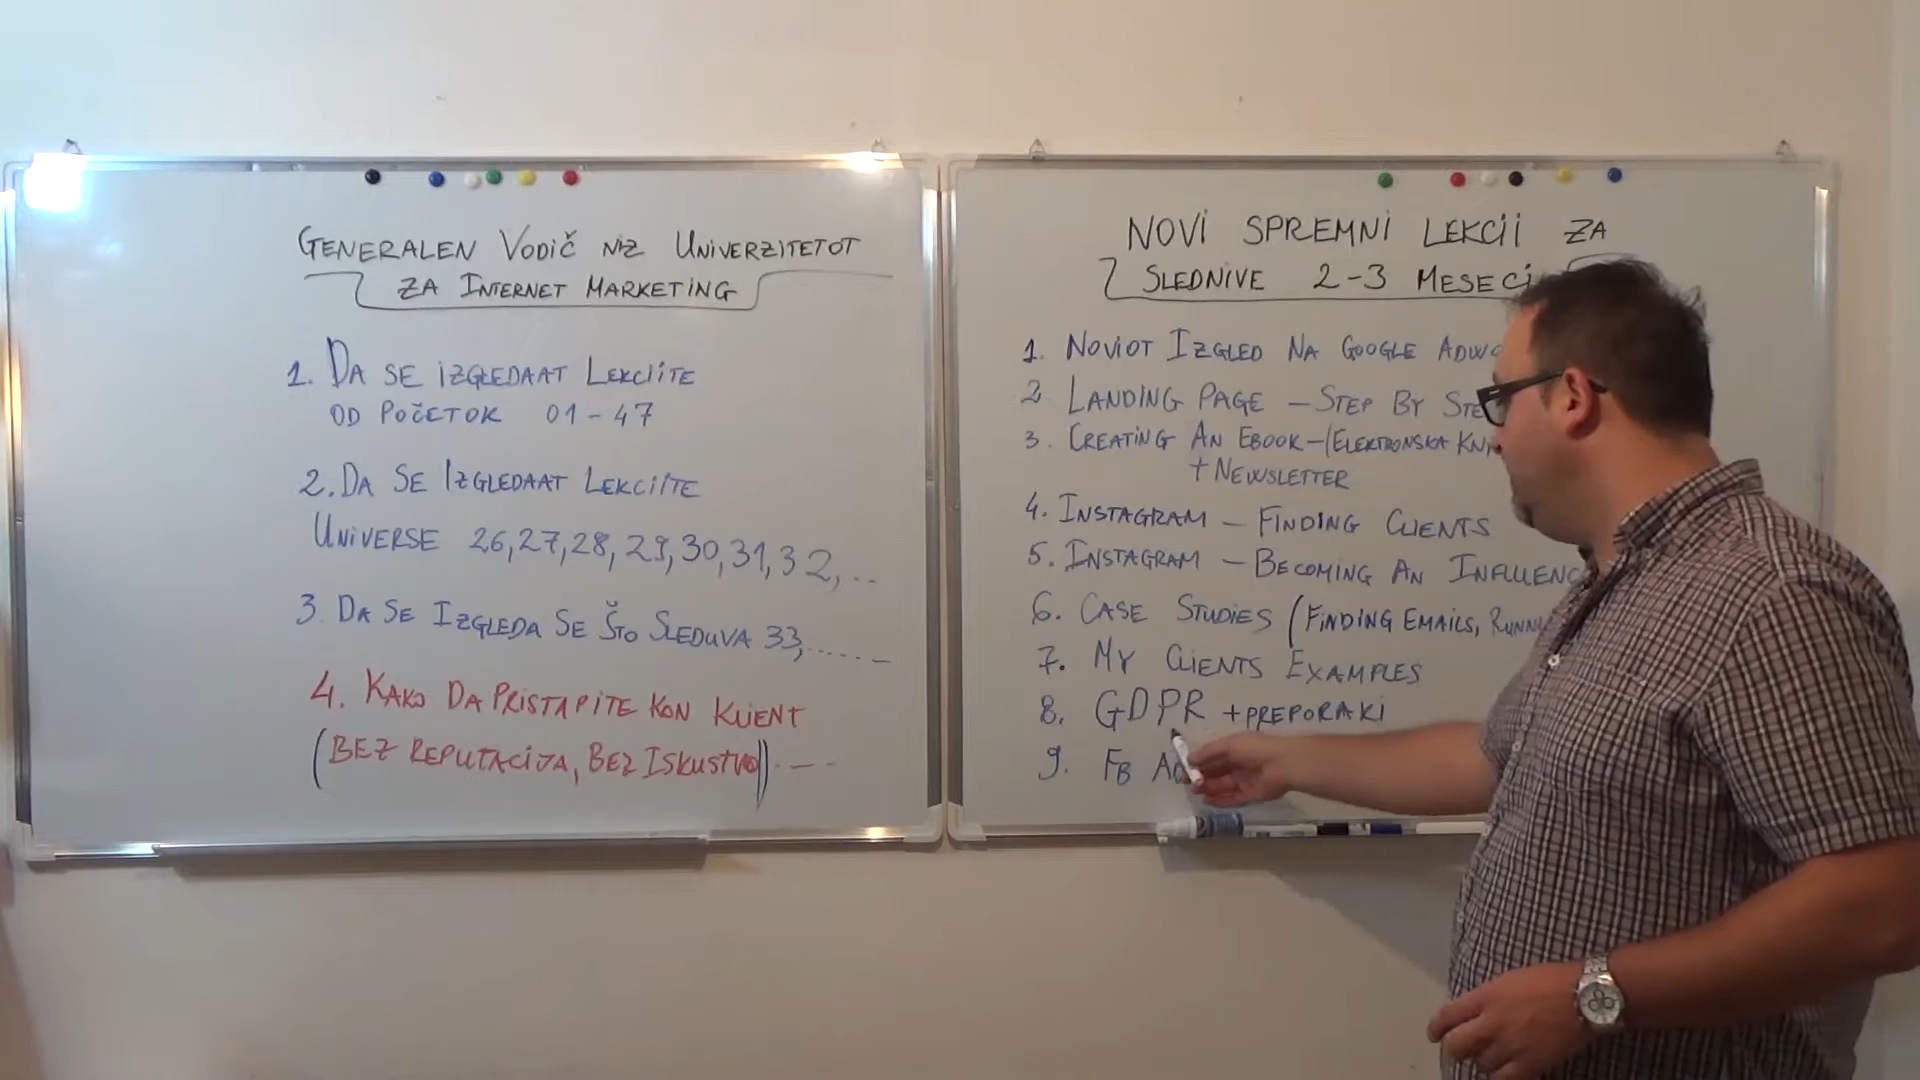 GENERALEN VODIČ NIZ UNIVERZITETOT
ZA INTERNET MARKETING
1. DA SE IZGLEDAAT LEKCIITE
OD POČETOK 01-47
2. DA SE IZGLEDAAT LEKCIITE
UNIVERSE 26,27,28,29,30,31,32,..
3. DA SE IZGLEDA SE ŠTO SLEDUVA 33,......
4. KAKO DA PRISTAPITE KON KLIENT
(BEZ REPUTACIJA, BEZ ISKUSTVO)
NOVI SPREMNI LEKCII ZA
SLEDNIVE 2-3 MESECI
1. NOVIOT IZGLED NA GOOGLE
2 LANDING PAGE - STEP BY
3. CREATING AN EBOOK - (ELEKTRONSKA
+ NEWSLETTER
4. INSTAGRAM - FINDING CLIENTS
5. INSTAGRAM - BECOMING AN
6. CASE STUDIES (FINDING EMAILS,
7. MY CLIENTS EXAMPLES
8. GDPR + PREPORAKI
9. FB